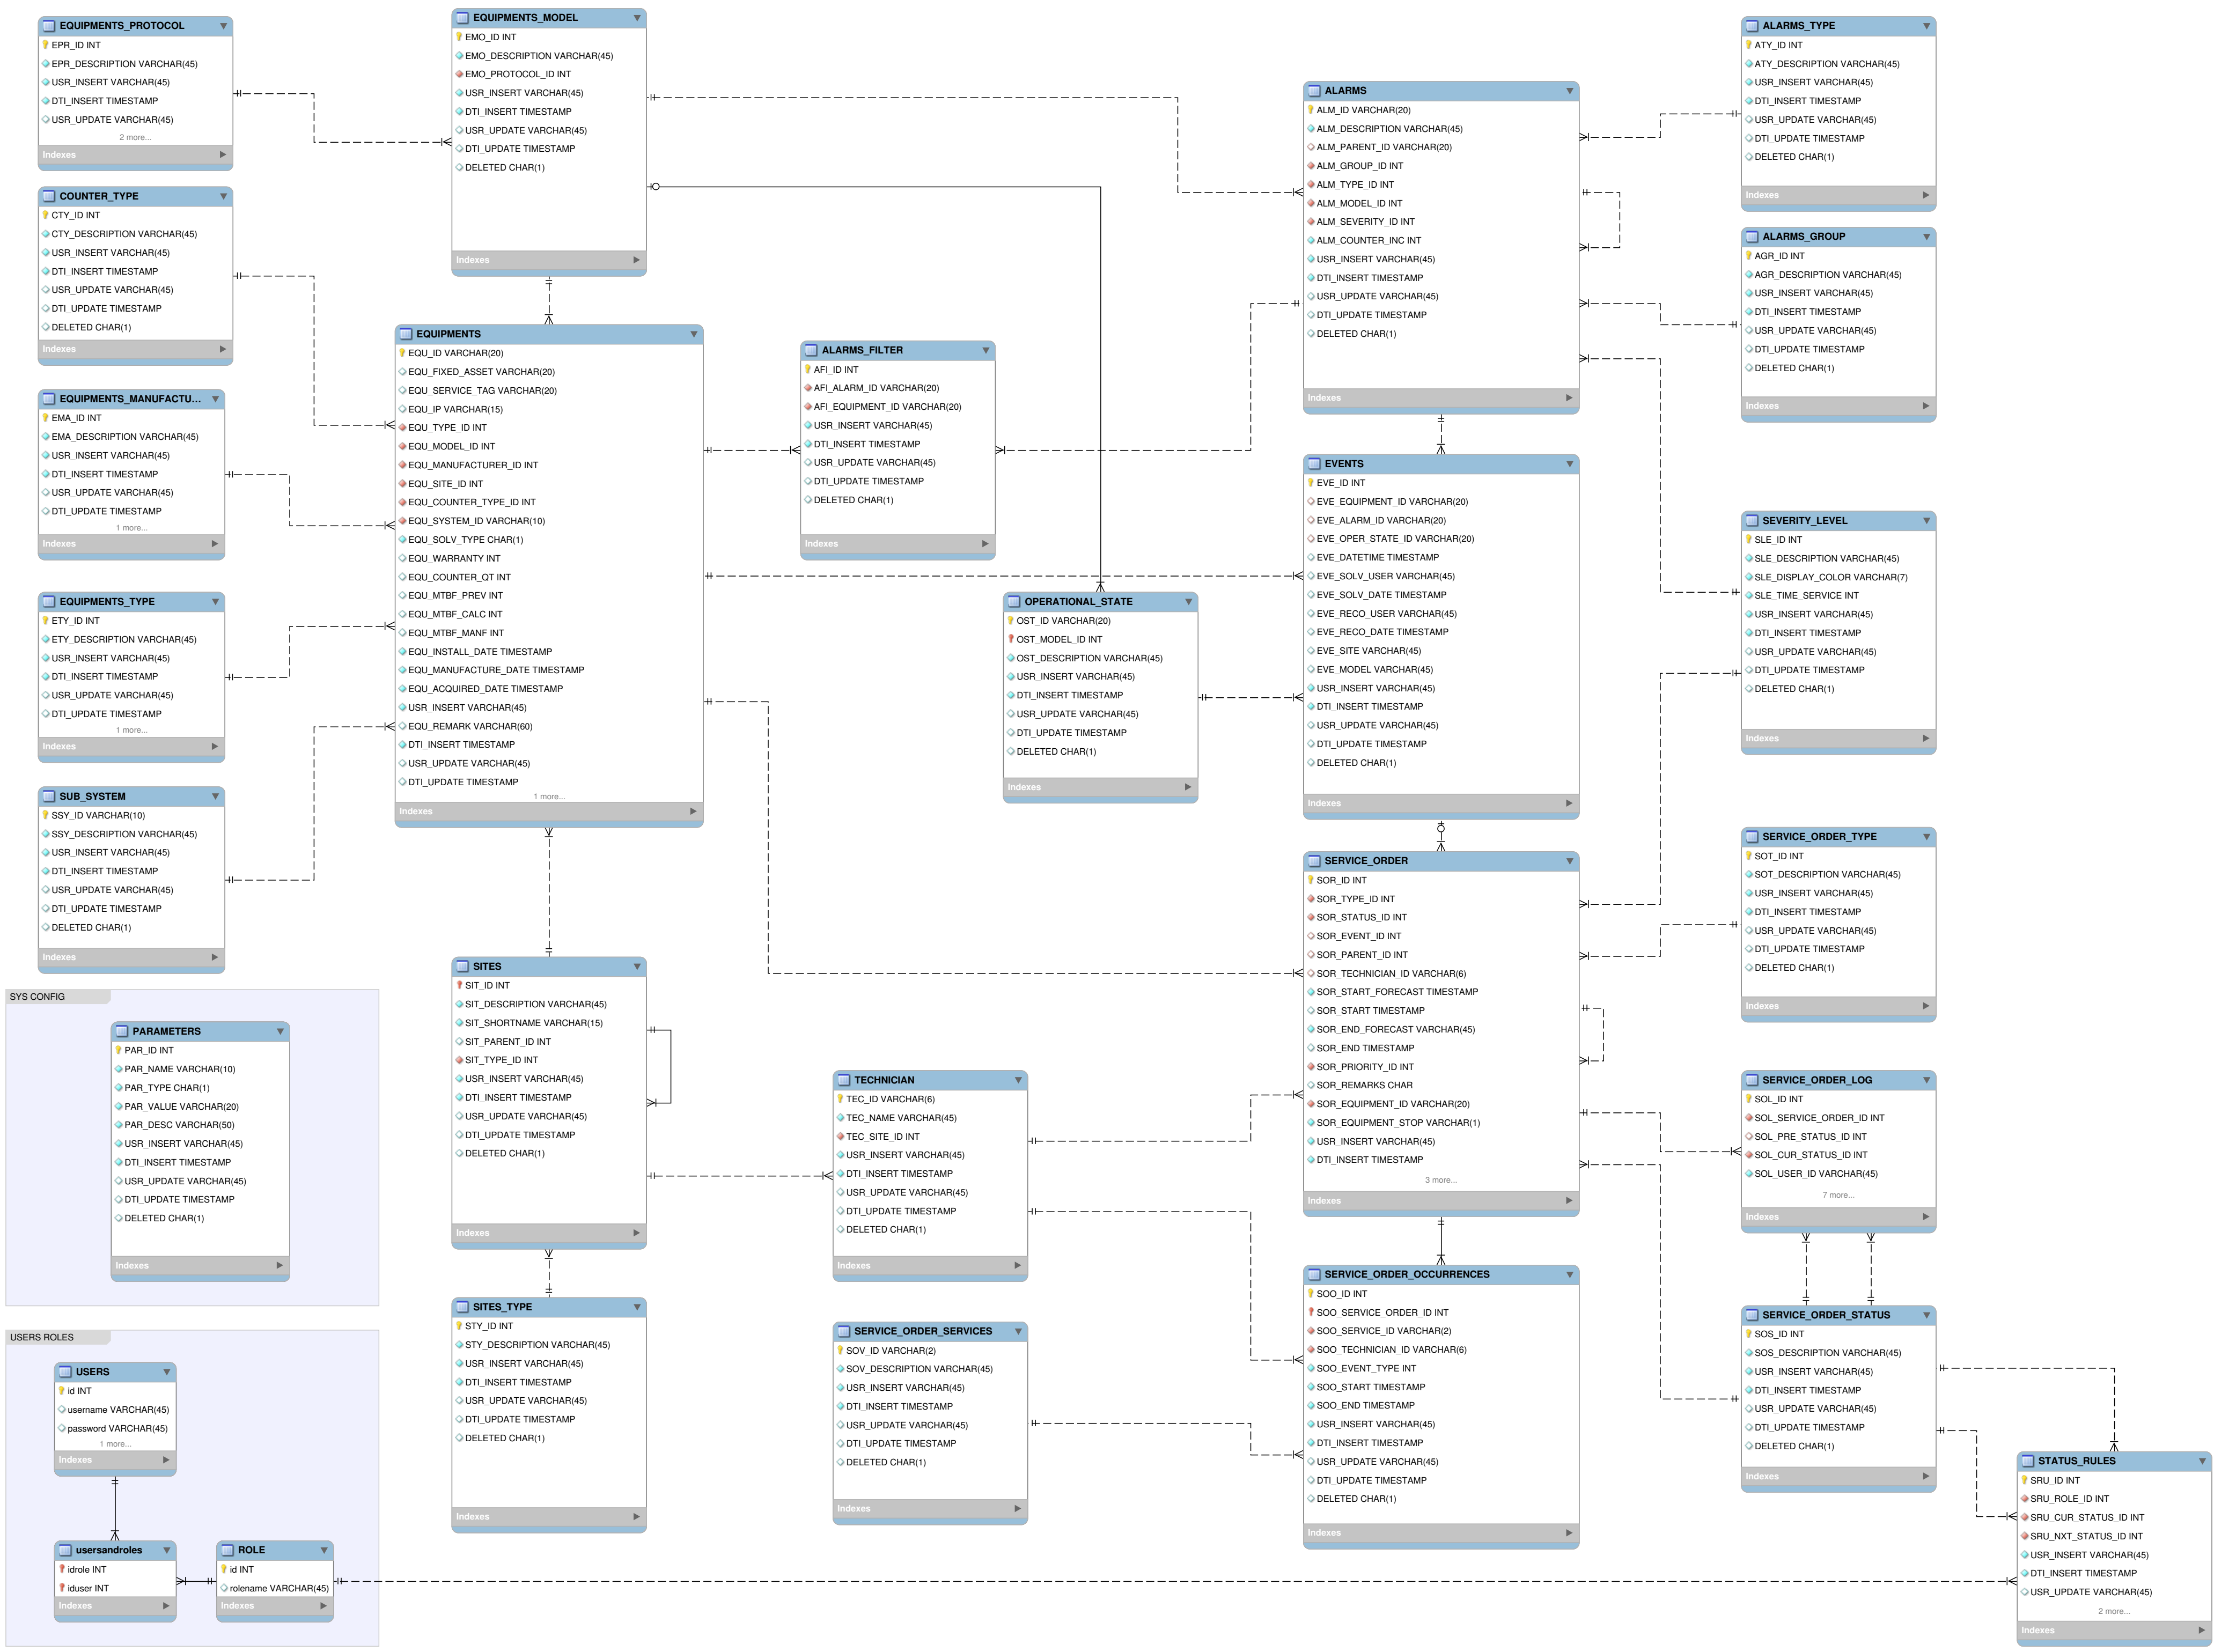 EQUIPMENTS_PROTOCOL
EPR_ID INT
EPR_DESCRIPTION VARCHAR(45)
USR_INSERT VARCHAR(45)
DTI_INSERT TIMESTAMP
USR_UPDATE VARCHAR(45)
2 more...
Indexes
COUNTER_TYPE
CTY_ID INT
CTY_DESCRIPTION VARCHAR(45)
USR_INSERT VARCHAR(45)
DTI_INSERT TIMESTAMP
USR_UPDATE VARCHAR(45)
DTI_UPDATE TIMESTAMP
DELETED CHAR(1)
Indexes
EQUIPMENTS_MANUFACTU...
EMA_ID INT
EMA_DESCRIPTION VARCHAR(45)
USR_INSERT VARCHAR(45)
DTI_INSERT TIMESTAMP
USR_UPDATE VARCHAR(45)
DTI_UPDATE TIMESTAMP
1 more...
Indexes
EQUIPMENTS_TYPE
ETY_ID INT
ETY_DESCRIPTION VARCHAR(45)
USR_INSERT VARCHAR(45)
DTI_INSERT TIMESTAMP
USR_UPDATE VARCHAR(45)
DTI_UPDATE TIMESTAMP
1 more...
Indexes
SUB_SYSTEM
SSY_ID VARCHAR(10)
SSY_DESCRIPTION VARCHAR(45)
USR_INSERT VARCHAR(45)
DTI_INSERT TIMESTAMP
USR_UPDATE VARCHAR(45)
DTI_UPDATE TIMESTAMP
DELETED CHAR(1)
Indexes
SYS CONFIG
PARAMETERS
PAR_ID INT
PAR_NAME VARCHAR(10)
PAR_TYPE CHAR(1)
PAR_VALUE VARCHAR(20)
PAR_DESC VARCHAR(50)
USR_INSERT VARCHAR(45)
DTI_INSERT TIMESTAMP
USR_UPDATE VARCHAR(45)
DTI_UPDATE TIMESTAMP
DELETED CHAR(1)
Indexes
USERS ROLES
USERS
id INT
username VARCHAR(45)
password VARCHAR(45)
1 more...
Indexes
usersandroles
idrole INT
iduser INT
Indexes
ROLE
id INT
rolename VARCHAR(45)
Indexes
EQUIPMENTS_MODEL
EMO_ID INT
EMO_DESCRIPTION VARCHAR(45)
EMO_PROTOCOL_ID INT
USR_INSERT VARCHAR(45)
DTI_INSERT TIMESTAMP
USR_UPDATE VARCHAR(45)
DTI_UPDATE TIMESTAMP
DELETED CHAR(1)
Indexes
EQUIPMENTS
EQU_ID VARCHAR(20)
EQU_FIXED_ASSET VARCHAR(20)
EQU_SERVICE_TAG VARCHAR(20)
EQU_IP VARCHAR(15)
EQU_TYPE_ID INT
EQU_MODEL_ID INT
EQU_MANUFACTURER_ID INT
EQU_SITE_ID INT
EQU_COUNTER_TYPE_ID INT
EQU_SYSTEM_ID VARCHAR(10)
EQU_SOLV_TYPE CHAR(1)
EQU_WARRANTY INT
EQU_COUNTER_QT INT
EQU_MTBF_PREV INT
EQU_MTBF_CALC INT
EQU_MTBF_MANF INT
EQU_INSTALL_DATE TIMESTAMP
EQU_MANUFACTURE_DATE TIMESTAMP
EQU_ACQUIRED_DATE TIMESTAMP
USR_INSERT VARCHAR(45)
EQU_REMARK VARCHAR(60)
DTI_INSERT TIMESTAMP
USR_UPDATE VARCHAR(45)
DTI_UPDATE TIMESTAMP
1 more...
Indexes
SITES
SIT_ID INT
SIT_DESCRIPTION VARCHAR(45)
SIT_SHORTNAME VARCHAR(15)
SIT_PARENT_ID INT
SIT_TYPE_ID INT
USR_INSERT VARCHAR(45)
DTI_INSERT TIMESTAMP
USR_UPDATE VARCHAR(45)
DTI_UPDATE TIMESTAMP
DELETED CHAR(1)
Indexes
SITES_TYPE
STY_ID INT
STY_DESCRIPTION VARCHAR(45)
USR_INSERT VARCHAR(45)
DTI_INSERT TIMESTAMP
USR_UPDATE VARCHAR(45)
DTI_UPDATE TIMESTAMP
DELETED CHAR(1)
Indexes
ALARMS_FILTER
AFI_ID INT
AFI_ALARM_ID VARCHAR(20)
AFI_EQUIPMENT_ID VARCHAR(20)
USR_INSERT VARCHAR(45)
DTI_INSERT TIMESTAMP
USR_UPDATE VARCHAR(45)
DTI_UPDATE TIMESTAMP
DELETED CHAR(1)
Indexes
OPERATIONAL_STATE
OST_ID VARCHAR(20)
OST_MODEL_ID INT
OST_DESCRIPTION VARCHAR(45)
USR_INSERT VARCHAR(45)
DTI_INSERT TIMESTAMP
USR_UPDATE VARCHAR(45)
DTI_UPDATE TIMESTAMP
DELETED CHAR(1)
Indexes
TECHNICIAN
TEC_ID VARCHAR(6)
TEC_NAME VARCHAR(45)
TEC_SITE_ID INT
USR_INSERT VARCHAR(45)
DTI_INSERT TIMESTAMP
USR_UPDATE VARCHAR(45)
DTI_UPDATE TIMESTAMP
DELETED CHAR(1)
Indexes
SERVICE_ORDER_SERVICES
SOV_ID VARCHAR(2)
SOV_DESCRIPTION VARCHAR(45)
USR_INSERT VARCHAR(45)
DTI_INSERT TIMESTAMP
USR_UPDATE VARCHAR(45)
DTI_UPDATE TIMESTAMP
DELETED CHAR(1)
Indexes
ALARMS
ALM_ID VARCHAR(20)
ALM_DESCRIPTION VARCHAR(45)
ALM_PARENT_ID VARCHAR(20)
ALM_GROUP_ID INT
ALM_TYPE_ID INT
ALM_MODEL_ID INT
ALM_SEVERITY_ID INT
ALM_COUNTER_INC INT
USR_INSERT VARCHAR(45)
DTI_INSERT TIMESTAMP
USR_UPDATE VARCHAR(45)
DTI_UPDATE TIMESTAMP
DELETED CHAR(1)
Indexes
EVENTS
EVE_ID INT
EVE_EQUIPMENT_ID VARCHAR(20)
EVE_ALARM_ID VARCHAR(20)
EVE_OPER_STATE_ID VARCHAR(20)
EVE_DATETIME TIMESTAMP
EVE_SOLV_USER VARCHAR(45)
EVE_SOLV_DATE TIMESTAMP
EVE_RECO_USER VARCHAR(45)
EVE_RECO_DATE TIMESTAMP
EVE_SITE VARCHAR(45)
EVE_MODEL VARCHAR(45)
USR_INSERT VARCHAR(45)
DTI_INSERT TIMESTAMP
USR_UPDATE VARCHAR(45)
DTI_UPDATE TIMESTAMP
DELETED CHAR(1)
Indexes
SERVICE_ORDER
SOR_ID INT
SOR_TYPE_ID INT
SOR_STATUS_ID INT
SOR_EVENT_ID INT
SOR_PARENT_ID INT
SOR_TECHNICIAN_ID VARCHAR(6)
SOR_START_FORECAST TIMESTAMP
SOR_START TIMESTAMP
SOR_END_FORECAST VARCHAR(45)
SOR_END TIMESTAMP
SOR_PRIORITY_ID INT
SOR_REMARKS CHAR
SOR_EQUIPMENT_ID VARCHAR(20)
SOR_EQUIPMENT_STOP VARCHAR(1)
USR_INSERT VARCHAR(45)
DTI_INSERT TIMESTAMP
3 more...
Indexes
SERVICE_ORDER_OCCURRENCES
SOO_ID INT
SOO_SERVICE_ORDER_ID INT
SOO_SERVICE_ID VARCHAR(2)
SOO_TECHNICIAN_ID VARCHAR(6)
SOO_EVENT_TYPE INT
SOO_START TIMESTAMP
SOO_END TIMESTAMP
USR_INSERT VARCHAR(45)
DTI_INSERT TIMESTAMP
USR_UPDATE VARCHAR(45)
DTI_UPDATE TIMESTAMP
DELETED CHAR(1)
Indexes
ALARMS_TYPE
ATY_ID INT
ATY_DESCRIPTION VARCHAR(45)
USR_INSERT VARCHAR(45)
DTI_INSERT TIMESTAMP
USR_UPDATE VARCHAR(45)
DTI_UPDATE TIMESTAMP
DELETED CHAR(1)
Indexes
ALARMS_GROUP
AGR_ID INT
AGR_DESCRIPTION VARCHAR(45)
USR_INSERT VARCHAR(45)
DTI_INSERT TIMESTAMP
USR_UPDATE VARCHAR(45)
DTI_UPDATE TIMESTAMP
DELETED CHAR(1)
Indexes
SEVERITY_LEVEL
SLE_ID INT
SLE_DESCRIPTION VARCHAR(45)
SLE_DISPLAY_COLOR VARCHAR(7)
SLE_TIME_SERVICE INT
USR_INSERT VARCHAR(45)
DTI_INSERT TIMESTAMP
USR_UPDATE VARCHAR(45)
DTI_UPDATE TIMESTAMP
DELETED CHAR(1)
Indexes
SERVICE_ORDER_TYPE
SOT_ID INT
SOT_DESCRIPTION VARCHAR(45)
USR_INSERT VARCHAR(45)
DTI_INSERT TIMESTAMP
USR_UPDATE VARCHAR(45)
DTI_UPDATE TIMESTAMP
DELETED CHAR(1)
Indexes
SERVICE_ORDER_LOG
SOL_ID INT
SOL_SERVICE_ORDER_ID INT
SOL_PRE_STATUS_ID INT
SOL_CUR_STATUS_ID INT
SOL_USER_ID VARCHAR(45)
7 more...
Indexes
SERVICE_ORDER_STATUS
SOS_ID INT
SOS_DESCRIPTION VARCHAR(45)
USR_INSERT VARCHAR(45)
DTI_INSERT TIMESTAMP
USR_UPDATE VARCHAR(45)
DTI_UPDATE TIMESTAMP
DELETED CHAR(1)
Indexes
STATUS_RULES
SRU_ID INT
SRU_ROLE_ID INT
SRU_CUR_STATUS_ID INT
SRU_NXT_STATUS_ID INT
USR_INSERT VARCHAR(45)
DTI_INSERT TIMESTAMP
USR_UPDATE VARCHAR(45)
2 more...
Indexes